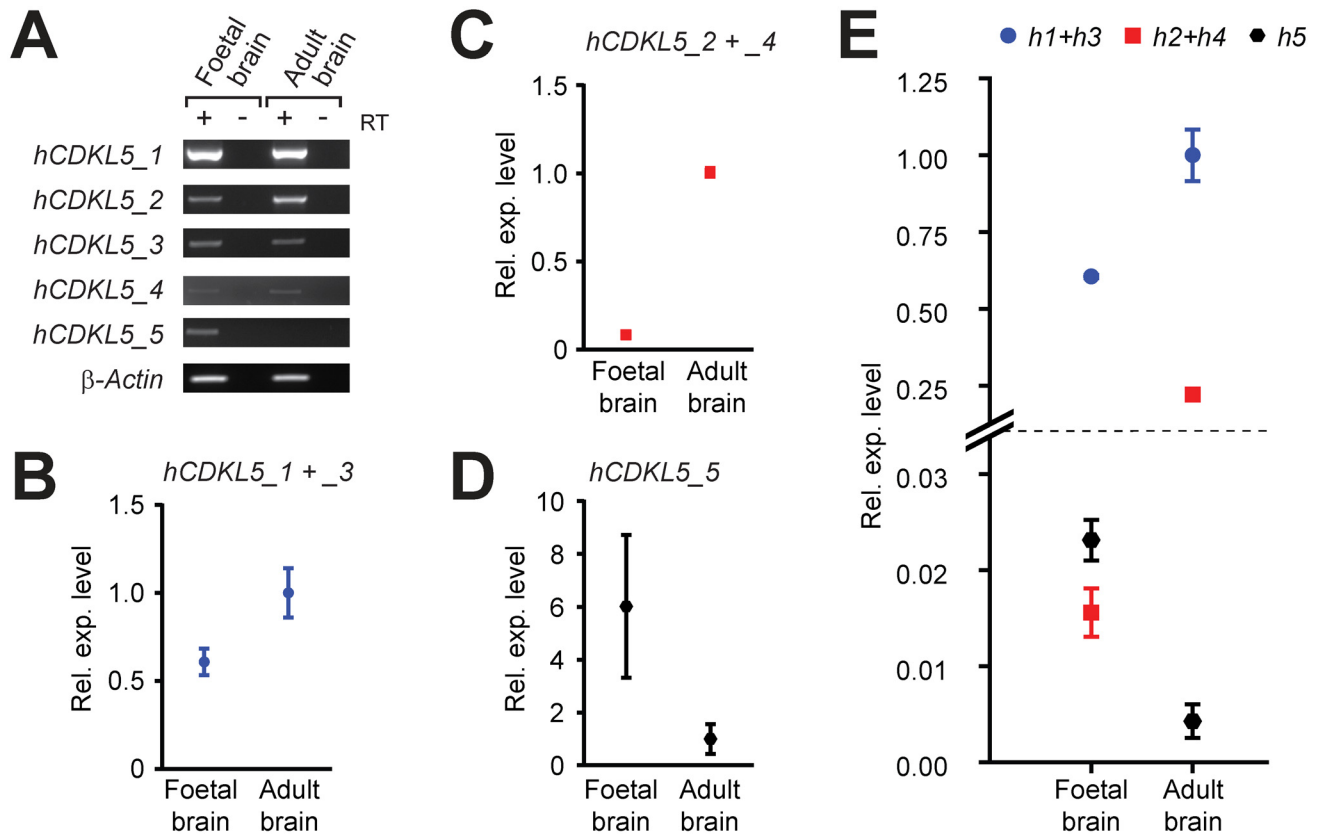 A
Foetal brain
Adult brain
+ - + - RT
hCDKL5_1
hCDKL5_2
hCDKL5_3
hCDKL5_4
hCDKL5_5
β-Actin
B
hCDKL5_1 + _3
Rel. exp. level
1.5
1.0
0.5
0
Foetal brain
Adult brain
C
hCDKL5_2 + _4
Rel. exp. level
1.5
1.0
0.5
0
Foetal brain
Adult brain
D
hCDKL5_5
Rel. exp. level
10
8
6
4
2
0
Foetal brain
Adult brain
E
h1+h3 h2+h4 h5
Rel. exp. level
1.25
1.00
0.75
0.50
0.25
0.03
0.02
0.01
0.00
Foetal brain
Adult brain